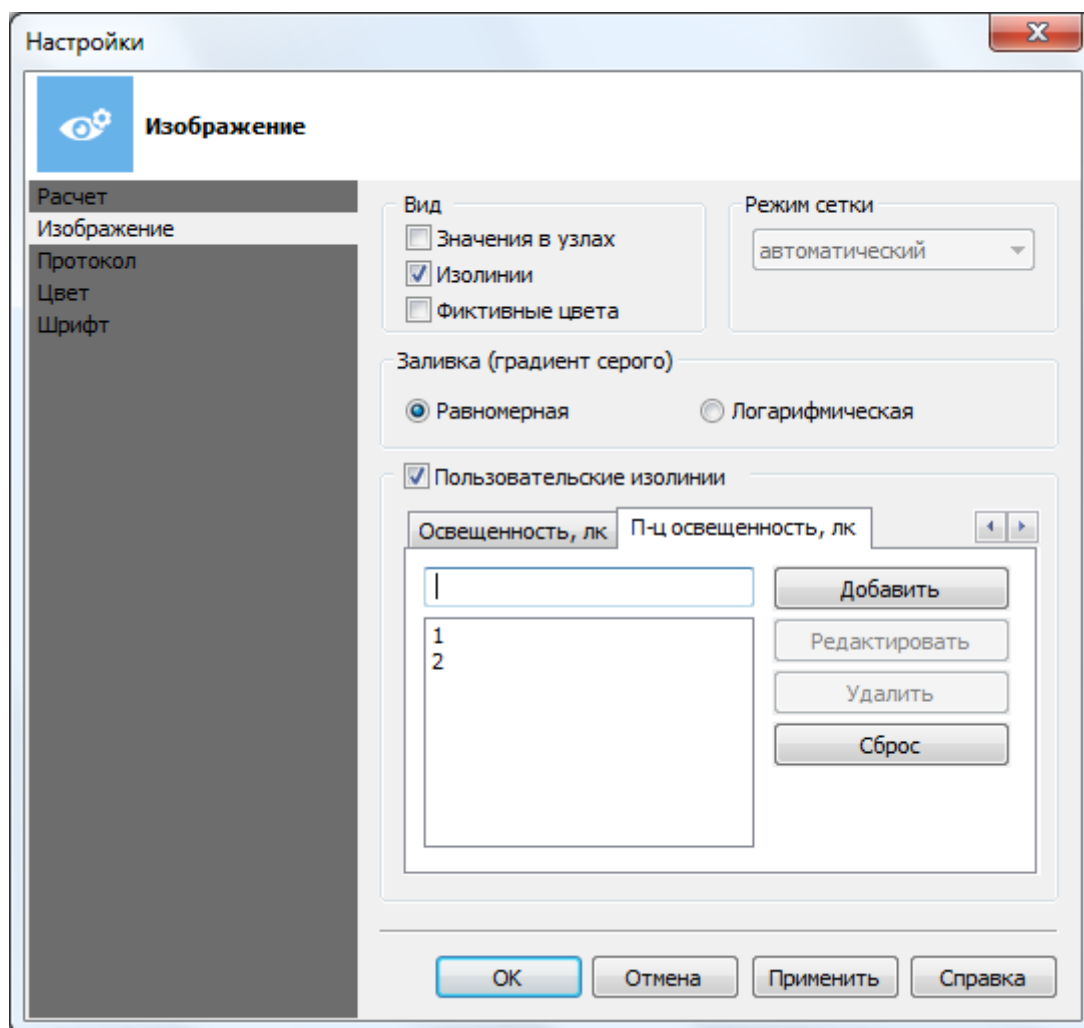 Настройки
Изображение
Расчет
Изображение
Протокол
Цвет
Шрифт
Вид
Значения в узлах
Изолинии
Фиктивные цвета
Режим сетки
автоматический
Заливка (градиент серого)
Равномерная
Логарифмическая
Пользовательские изолинии
Освещенность, лк
П-ц освещенность, лк
1
2
Добавить
Редактировать
Удалить
Сброс
ОК
Отмена
Применить
Справка